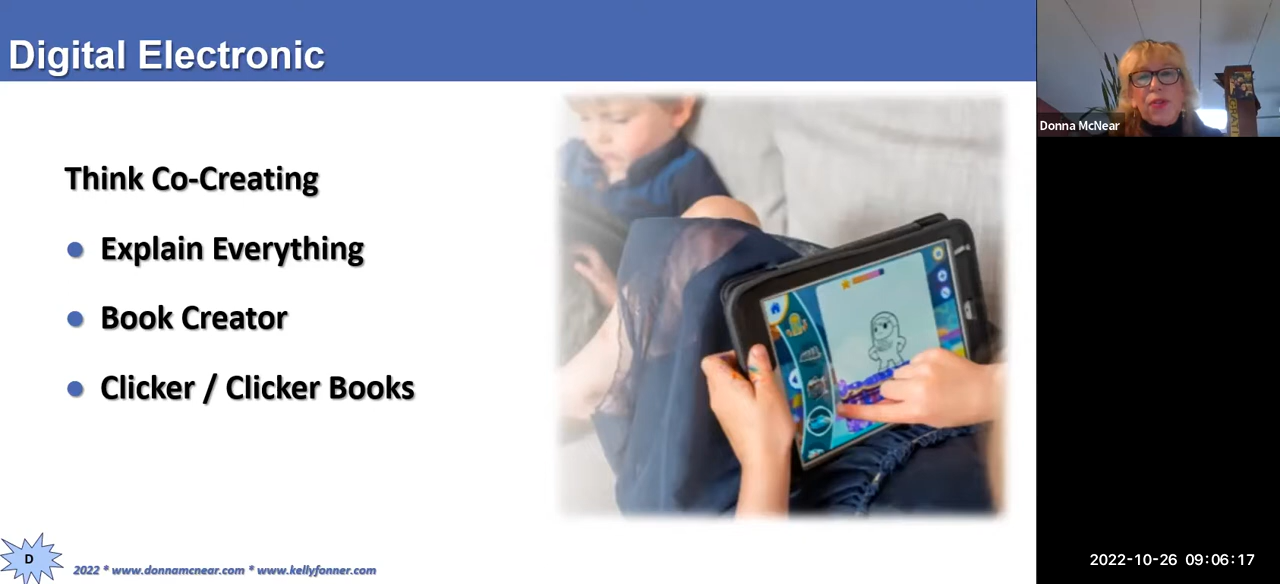 Digital Electronic
Think Co-Creating
Explain Everything
Book Creator
Clicker / Clicker Books
D
2022 * www.donnamcnear.com * www.kellyfonner.com
Donna McNear
2022-10-26 09:06:17